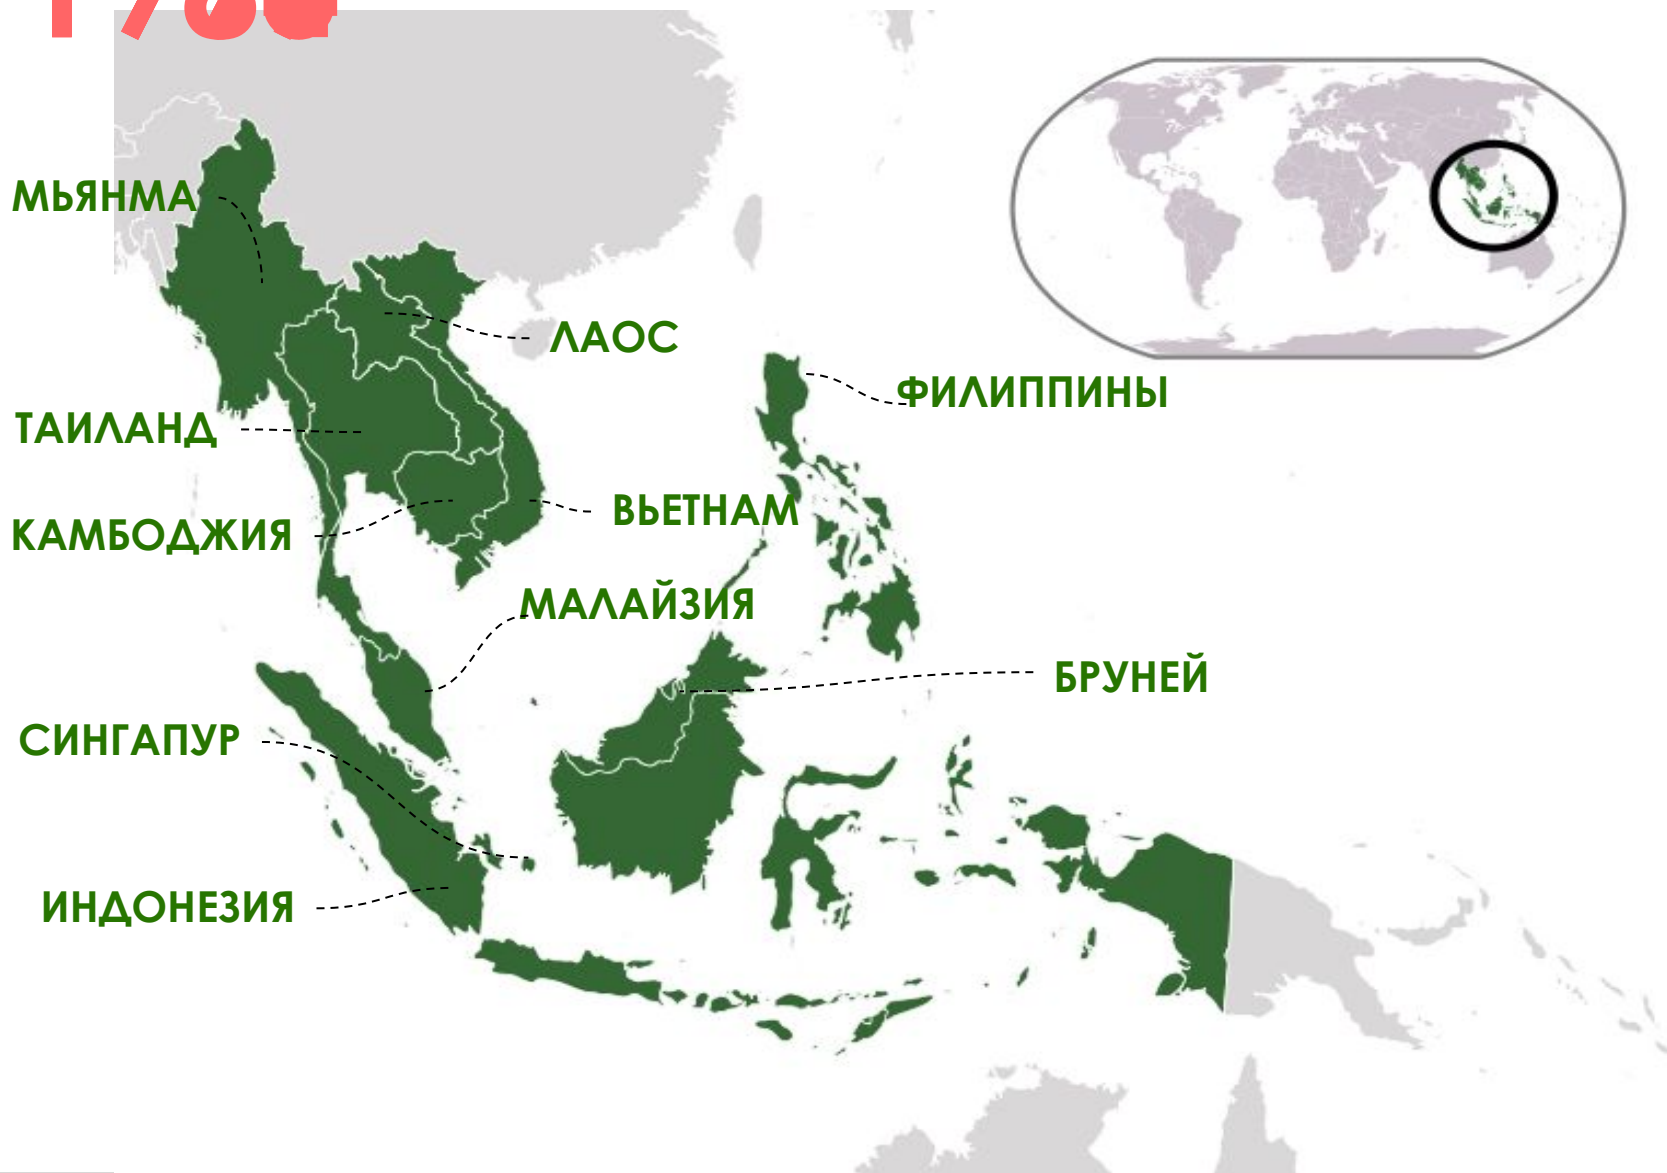 МЬЯНМА
ЛАОС
ФИЛИППИНЫ
ТАИЛАНД
ВЬЕТНАМ
КАМБОДЖИЯ
МАЛАЙЗИЯ
БРУНЕЙ
СИНГАПУР
ИНДОНЕЗИЯ